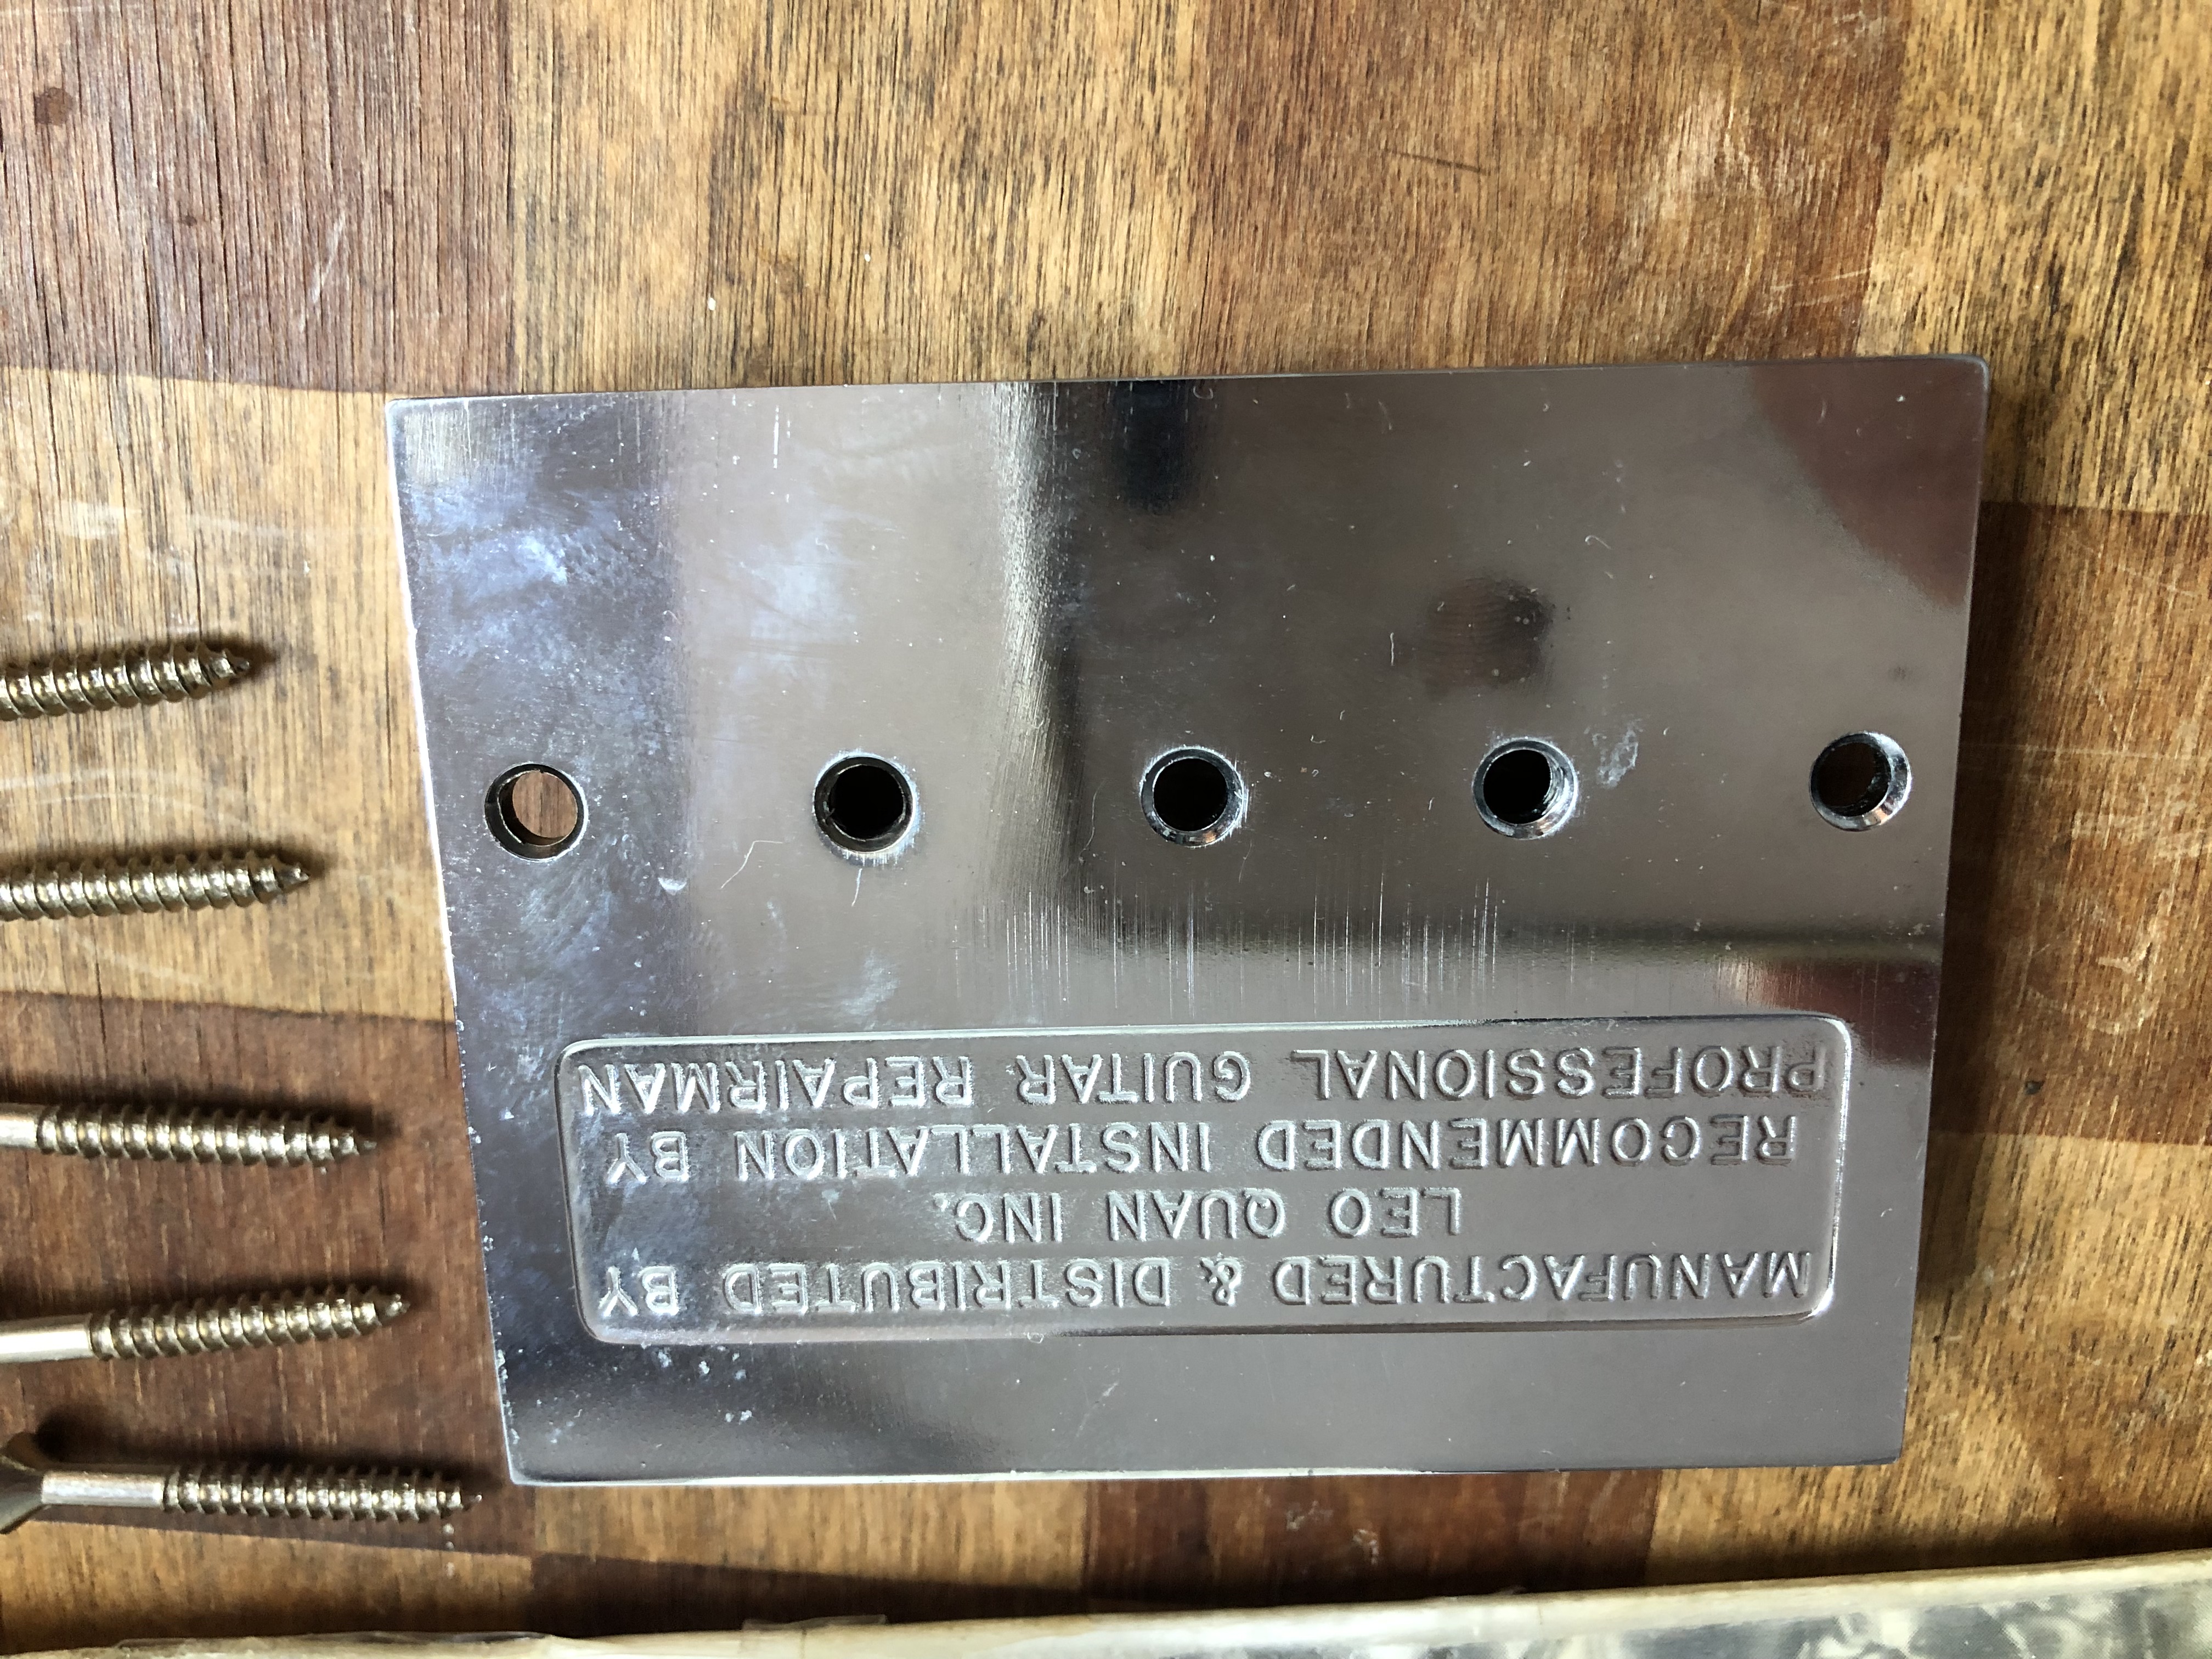 MANUFACTURED & DISTRIBUTED BY
LEO QUAN INC.
RECOMMENDED INSTALLATION BY
PROFESSIONAL GUITAR REPAIRMAN